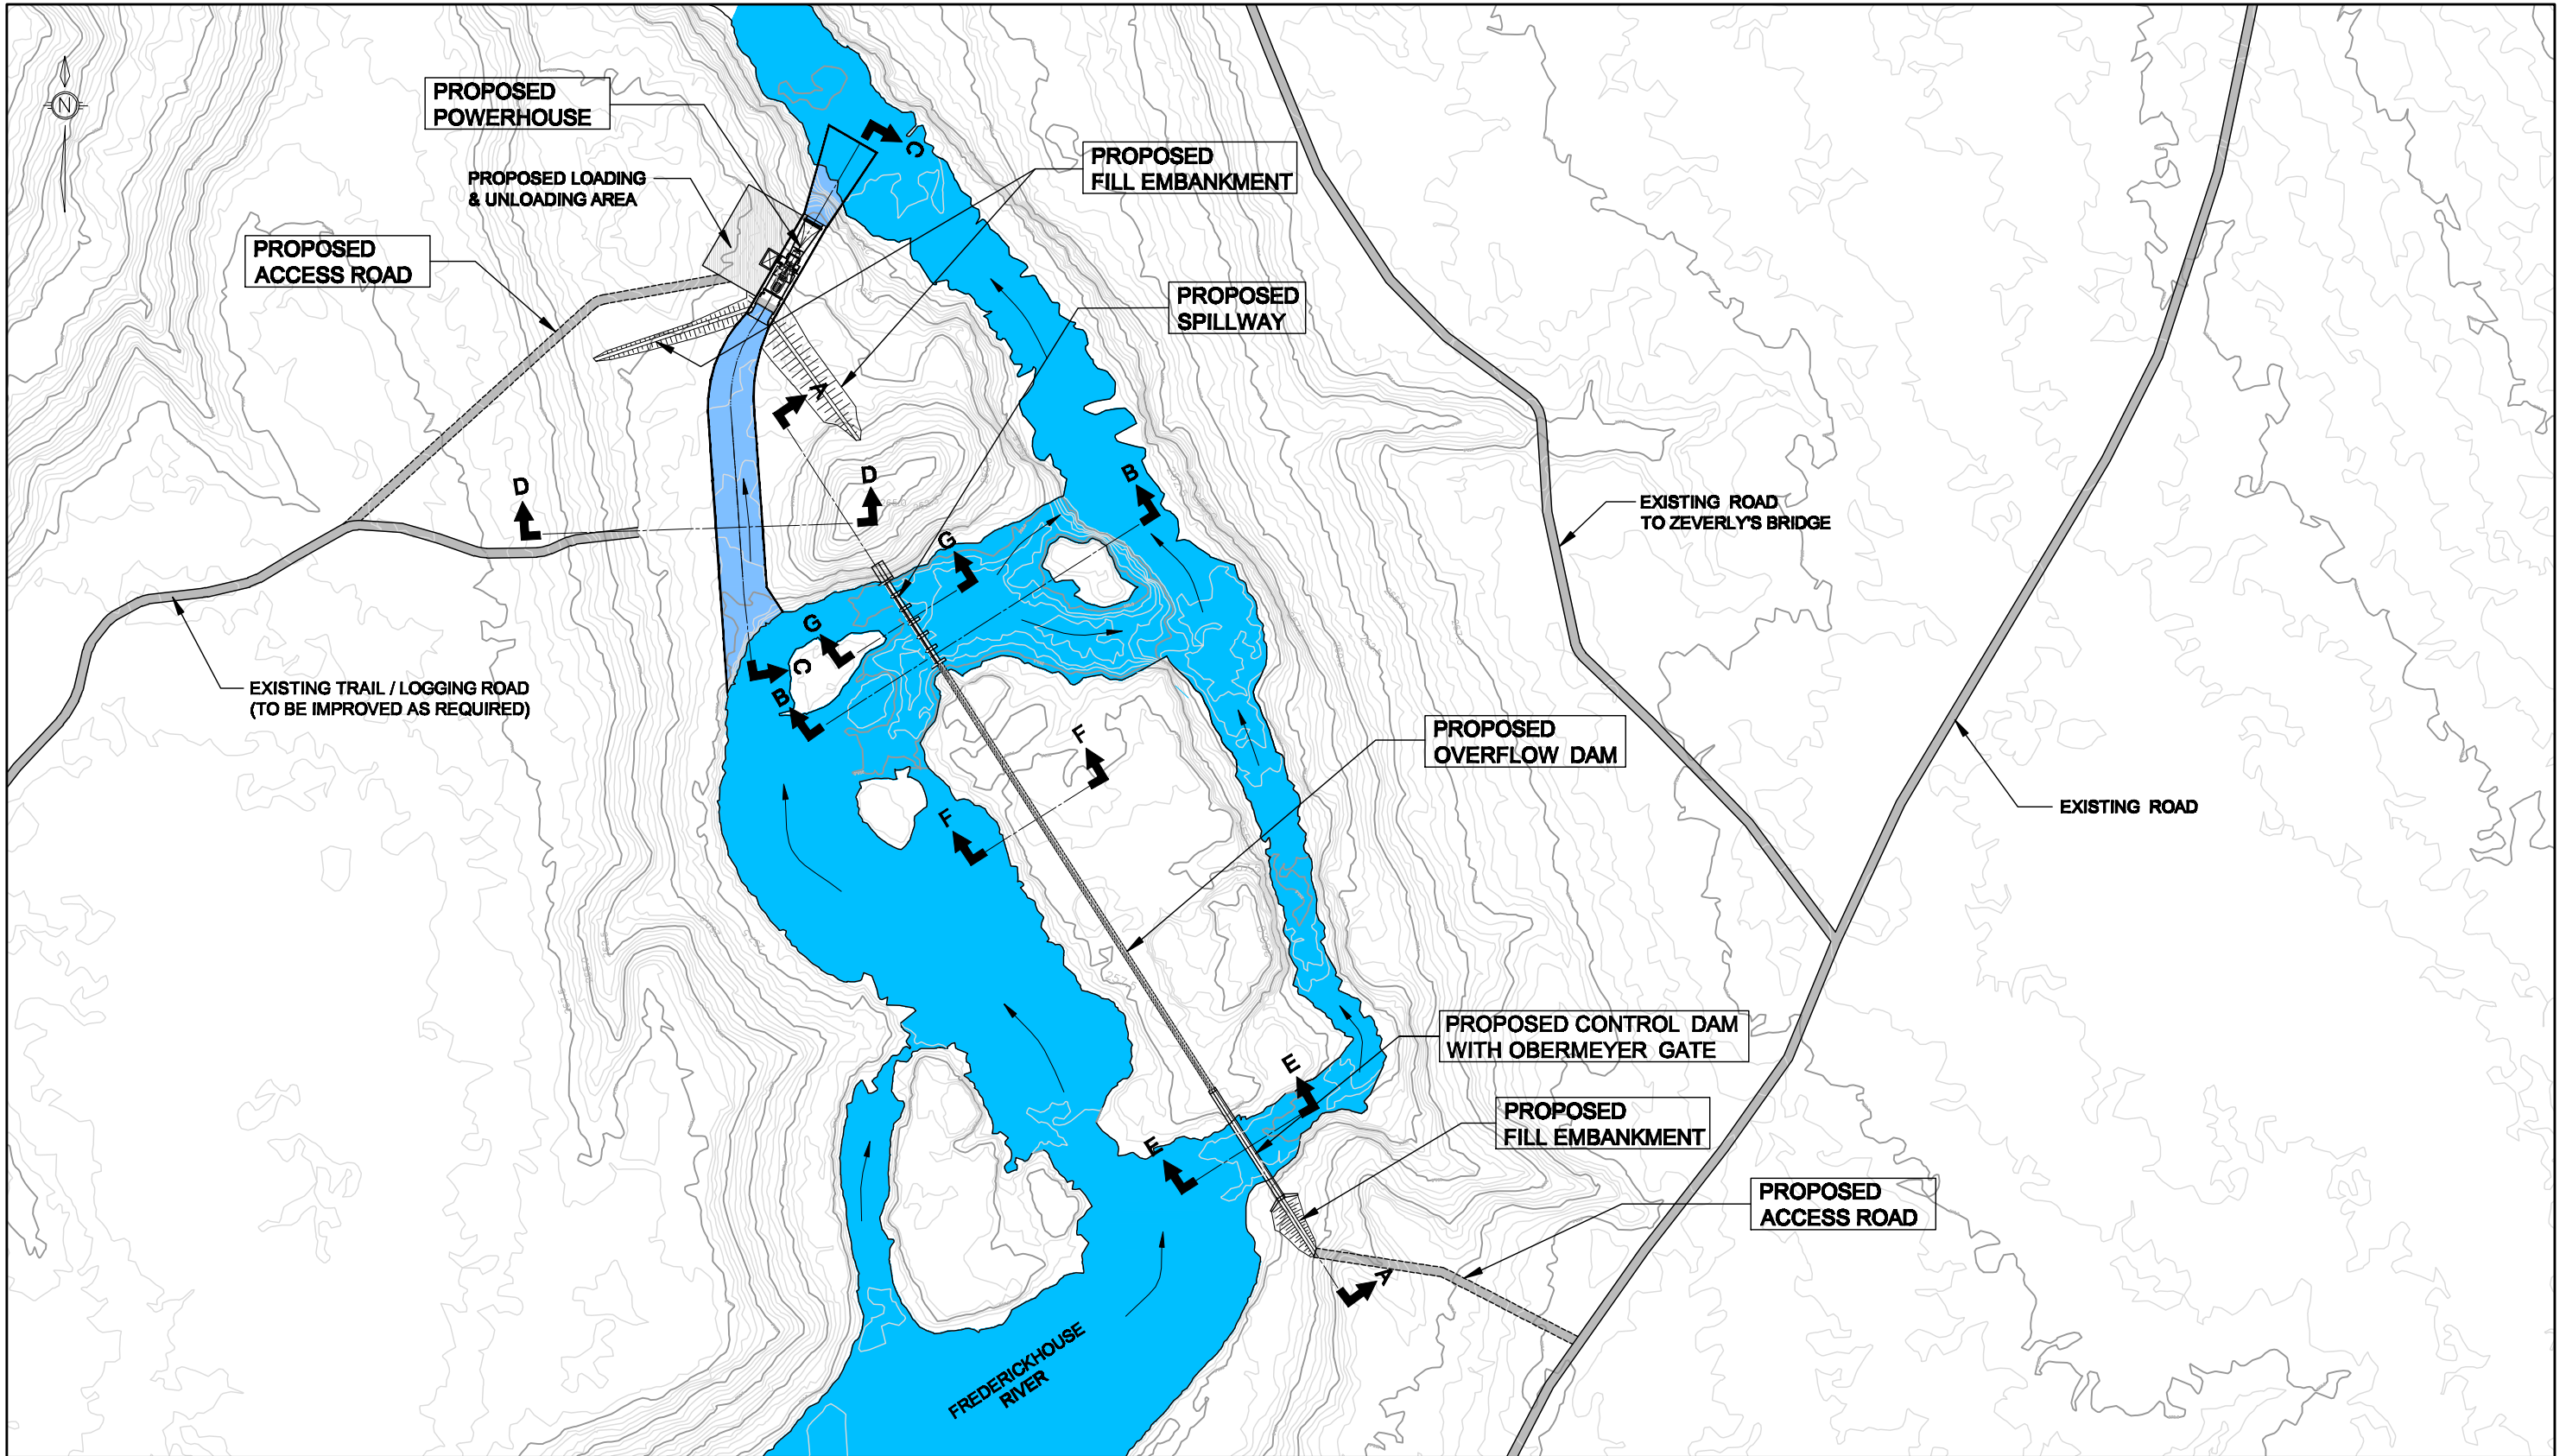 N
PROPOSED
POWERHOUSE
PROPOSED LOADING
& UNLOADING AREA
PROPOSED
ACCESS ROAD
PROPOSED
FILL EMBANKMENT
C
PROPOSED
SPILLWAY
A
D
D
B
G
EXISTING ROAD
TO ZEVERLY'S BRIDGE
G
C
B
EXISTING TRAIL / LOGGING ROAD
(TO BE IMPROVED AS REQUIRED)
F
F
PROPOSED
OVERFLOW DAM
EXISTING ROAD
PROPOSED CONTROL DAM
WITH OBERMEYER GATE
E
E
PROPOSED
FILL EMBANKMENT
PROPOSED
ACCESS ROAD
A
FREDERICKHOUSE
RIVER